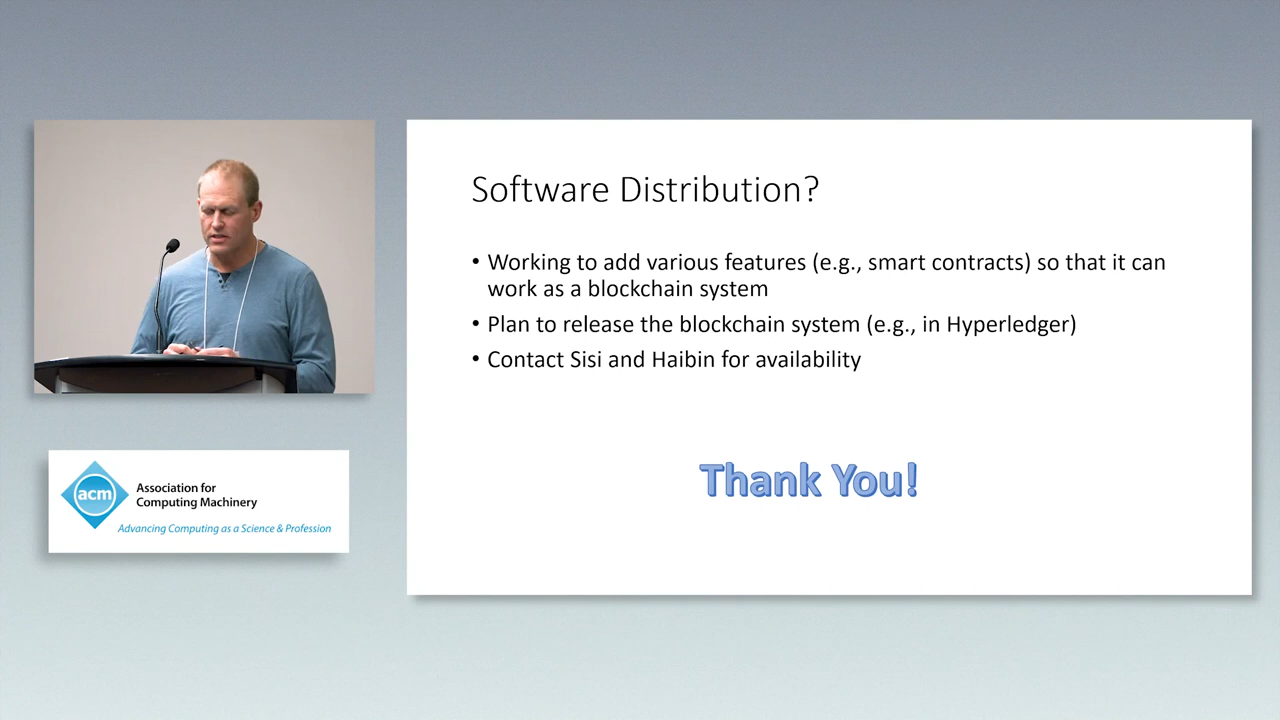 Software Distribution?
• Working to add various features (e.g., smart contracts) so that it can
work as a blockchain system
• Plan to release the blockchain system (e.g., in Hyperledger)
• Contact Sisi and Haibin for availability
Thank You!
acm
Association for
Computing Machinery
Advancing Computing as a Science & Profession